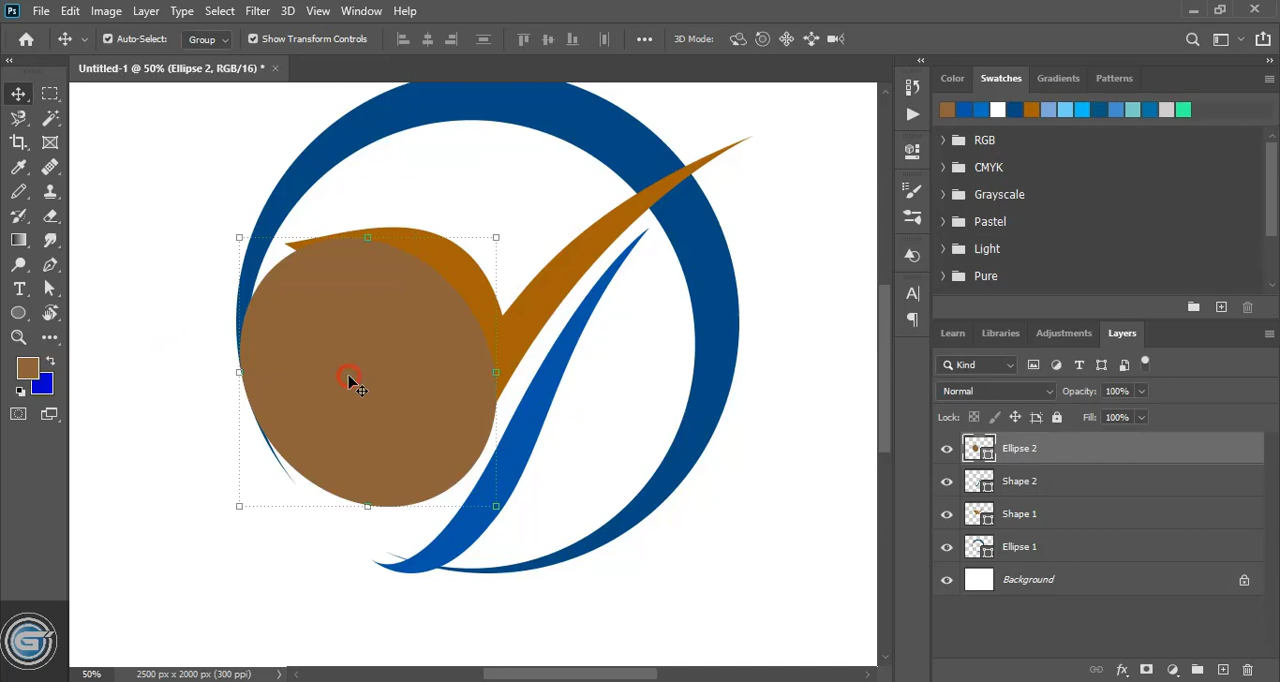 Ps File Edit Image Layer Type Select Filter 3D View Window Help
Auto-Select: Group Show Transform Controls 3D Mode:
Untitled-1 @ 50% (Ellipse 2, RGB/16) *
Color Swatches Gradients Patterns
RGB
CMYK
Grayscale
Pastel
Light
Pure
Learn Libraries Adjustments Layers
Kind
Normal Opacity: 100%
Lock: Fill: 100%
Ellipse 2
Shape 2
Shape 1
Ellipse 1
Background
50% 2500 px x 2000 px (300 ppi)